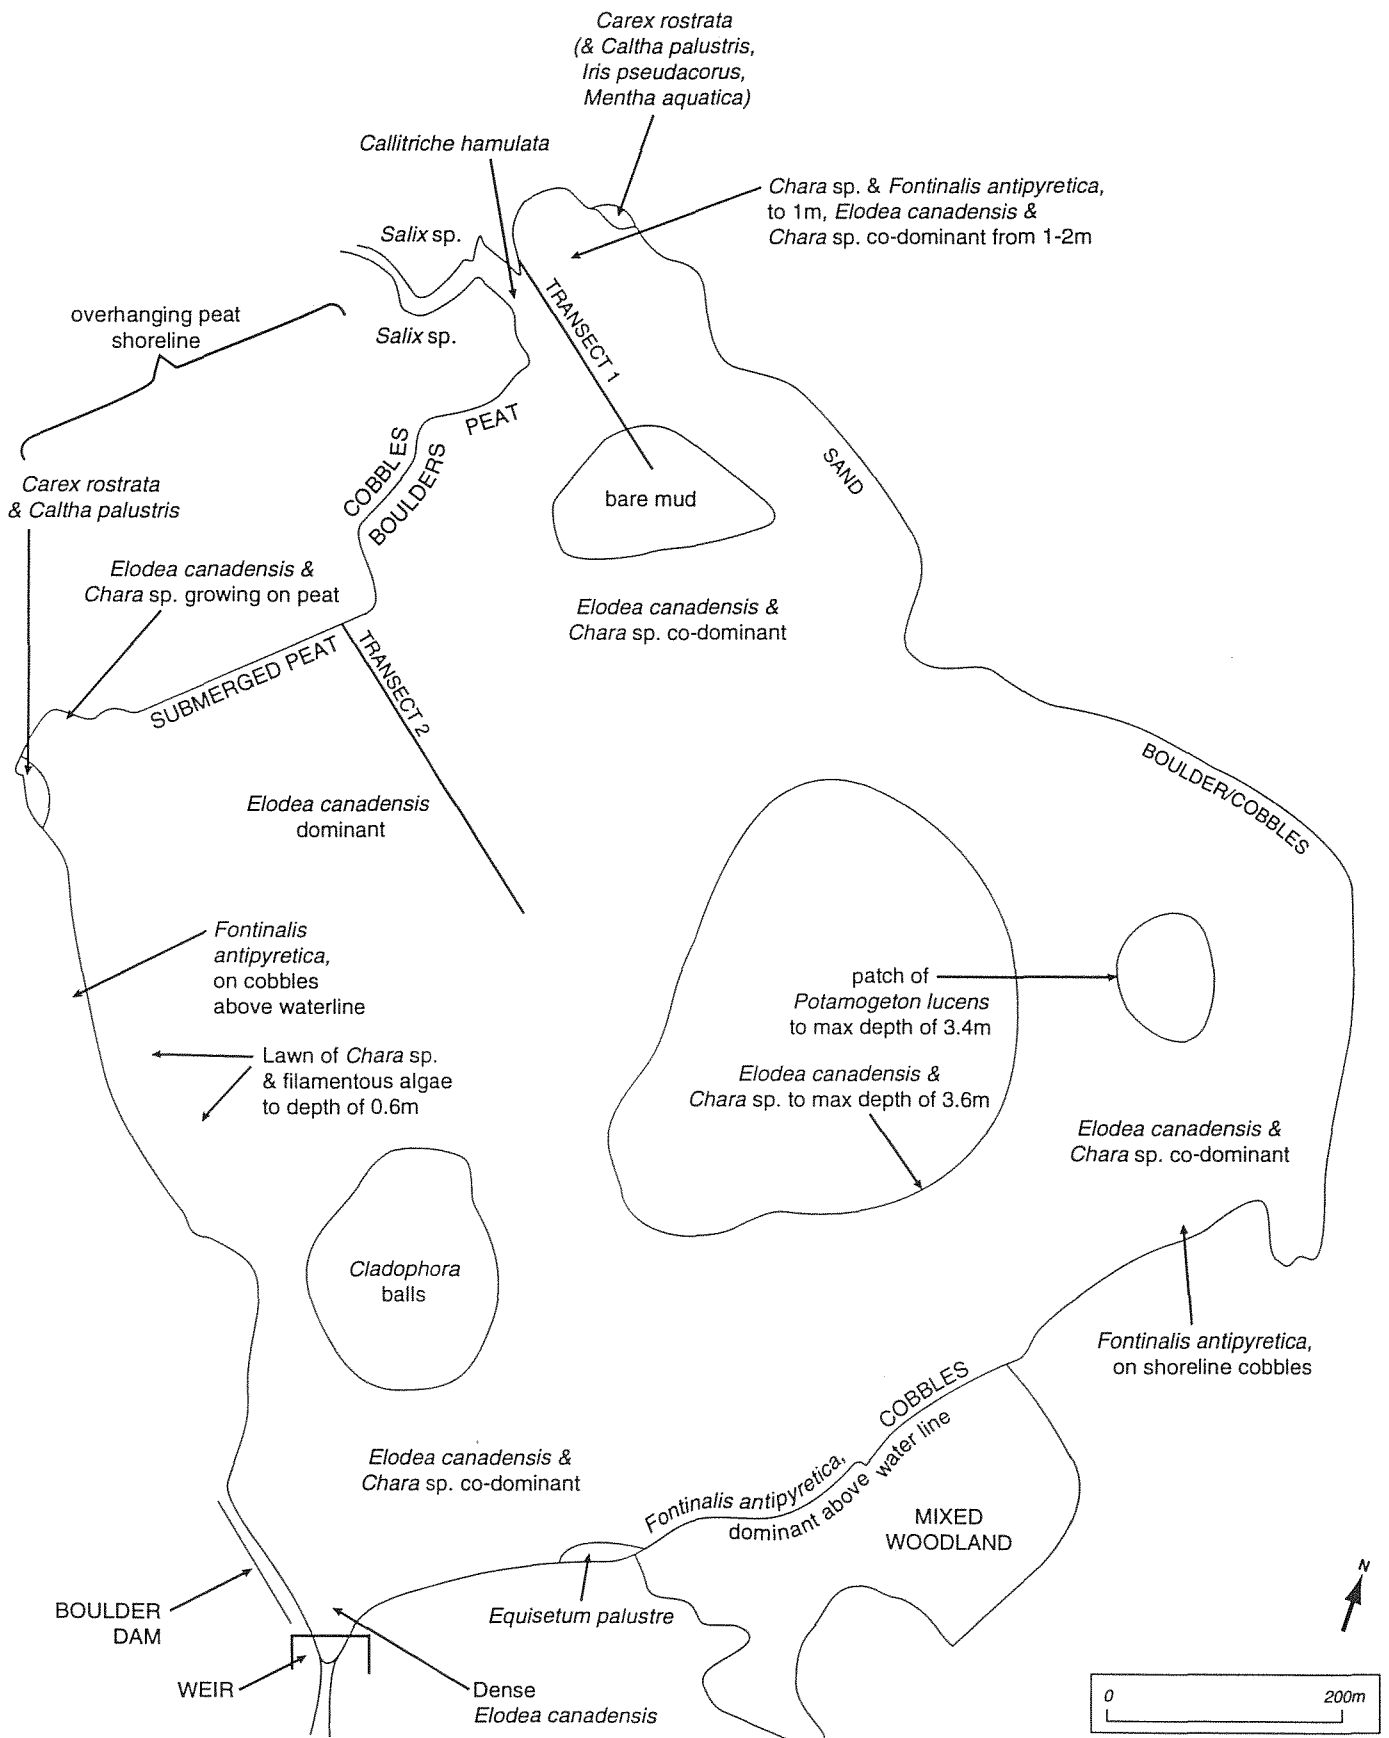 Carex rostrata
(& Caltha palustris,
Iris pseudacorus,
Mentha aquatica)
Callitriche hamulata
Chara sp. & Fontinalis antipyretica,
to 1m, Elodea canadensis &
Chara sp. co-dominant from 1-2m
Salix sp.
TRANSECT 1
overhanging peat
shoreline
Salix sp.
PEAT
COBBLES
BOULDERS
SAND
Carex rostrata
& Caltha palustris
bare mud
Elodea canadensis &
Chara sp. growing on peat
Elodea canadensis &
Chara sp. co-dominant
SUBMERGED PEAT
TRANSECT 2
BOULDER/COBBLES
Elodea canadensis
dominant
Fontinalis
antipyretica,
on cobbles
above waterline
patch of
Potamogeton lucens
to max depth of 3.4m
Lawn of Chara sp.
& filamentous algae
to depth of 0.6m
Elodea canadensis &
Chara sp. to max depth of 3.6m
Elodea canadensis &
Chara sp. co-dominant
Cladophora
balls
Fontinalis antipyretica,
on shoreline cobbles
COBBLES
Elodea canadensis &
Chara sp. co-dominant
Fontinalis antipyretica,
dominant above water line
MIXED
WOODLAND
N
BOULDER
DAM
Equisetum palustre
WEIR
Dense
Elodea canadensis
0 200m